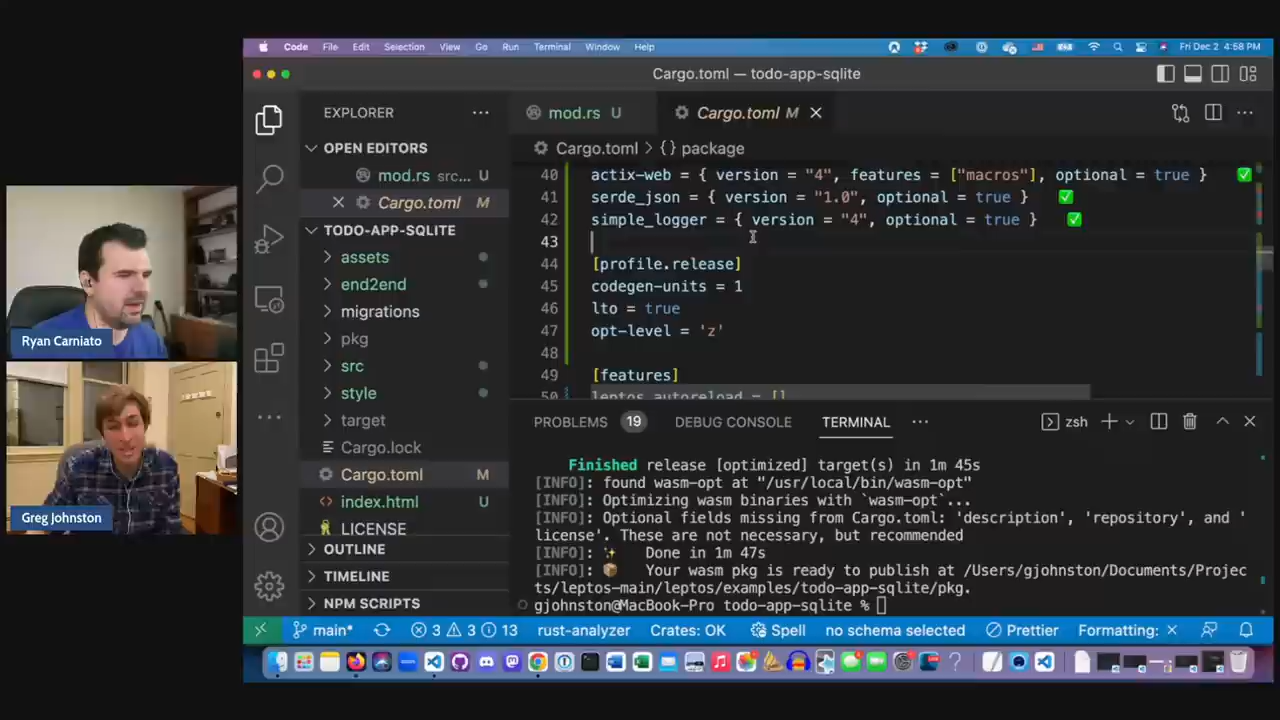 Code File Edit Selection View Go Run Terminal Window Help Fri Dec 2 4:58 PM
Cargo.toml — todo-app-sqlite
EXPLORER
OPEN EDITORS
mod.rs src... U
Cargo.toml M
TODO-APP-SQLITE
assets
end2end
migrations
pkg
src
style
target
Cargo.lock
Cargo.toml M
index.html U
LICENSE
OUTLINE
TIMELINE
NPM SCRIPTS
mod.rs U Cargo.toml M
Cargo.toml > {} package
40 actix-web = { version = "4", features = ["macros"], optional = true } ✅
41 serde_json = { version = "1.0", optional = true } ✅
42 simple_logger = { version = "4", optional = true } ✅
43
44 [profile.release]
45 codegen-units = 1
46 lto = true
47 opt-level = 'z'
48
49 [features]
50 leptos_autoreload = []
PROBLEMS 19 DEBUG CONSOLE TERMINAL zsh
Finished release [optimized] target(s) in 1m 45s
[INFO]: found wasm-opt at "/usr/local/bin/wasm-opt"
[INFO]: Optimizing wasm binaries with `wasm-opt`...
[INFO]: Optional fields missing from Cargo.toml: 'description', 'repository', and '
license'. These are not necessary, but recommended
[INFO]: ✨ Done in 1m 47s
[INFO]: 📦 Your wasm pkg is ready to publish at /Users/gjohnston/Documents/Projec
ts/leptos-main/leptos/examples/todo-app-sqlite/pkg.
gjohnston@MacBook-Pro todo-app-sqlite %
main* 3 3 13 rust-analyzer Crates: OK Spell no schema selected Prettier Formatting: ×
Ryan Carniato
Greg Johnston